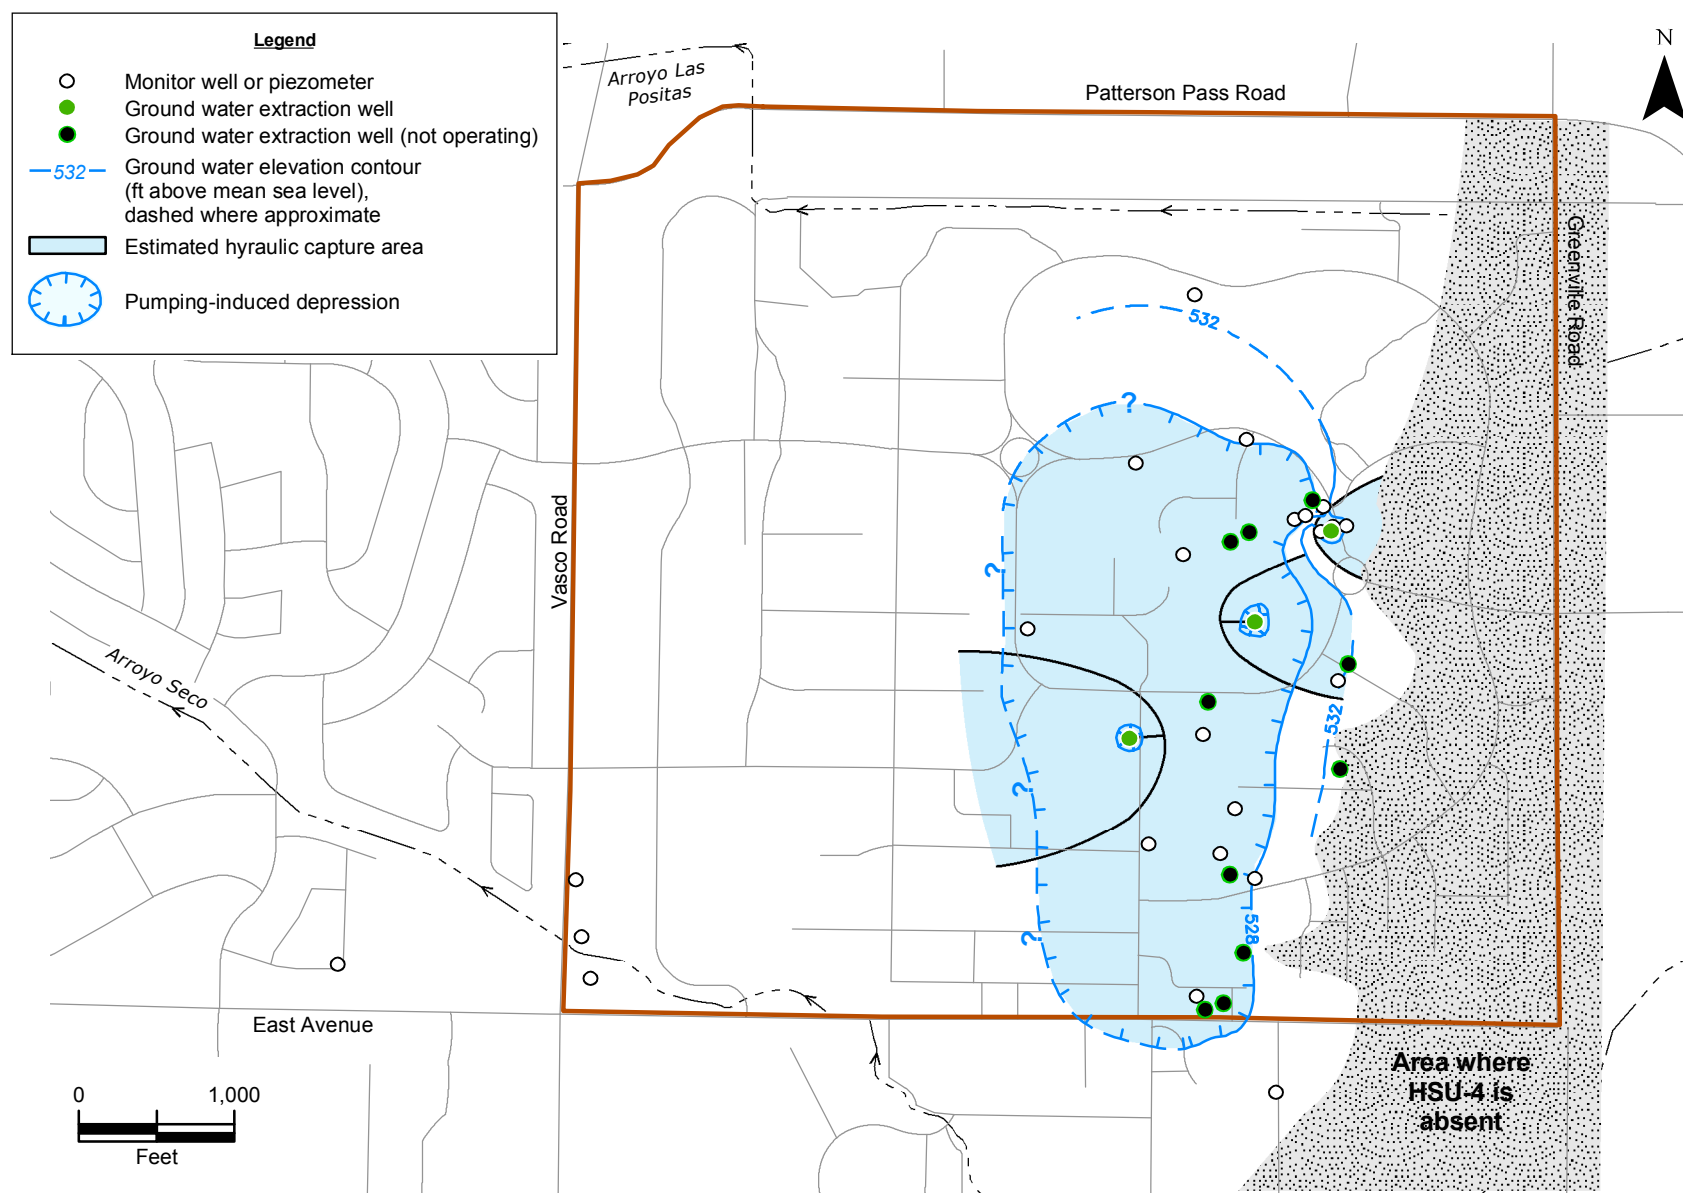 Legend
Monitor well or piezometer
Ground water extraction well
Ground water extraction well (not operating)
532
Ground water elevation contour
(ft above mean sea level),
dashed where approximate
Estimated hyraulic capture area
Pumping-induced depression
Arroyo Las
Positas
Patterson Pass Road
N
Greenville Road
532
?
?
Vasco Road
Arroyo Seco
532
?
528
?
East Avenue
0 1,000
Feet
Area where
HSU-4 is
absent